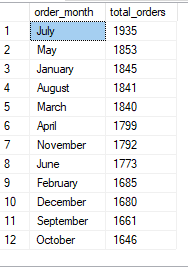 order_month total_orders
1 July 1935
2 May 1853
3 January 1845
4 August 1841
5 March 1840
6 April 1799
7 November 1792
8 June 1773
9 February 1685
10 December 1680
11 September 1661
12 October 1646